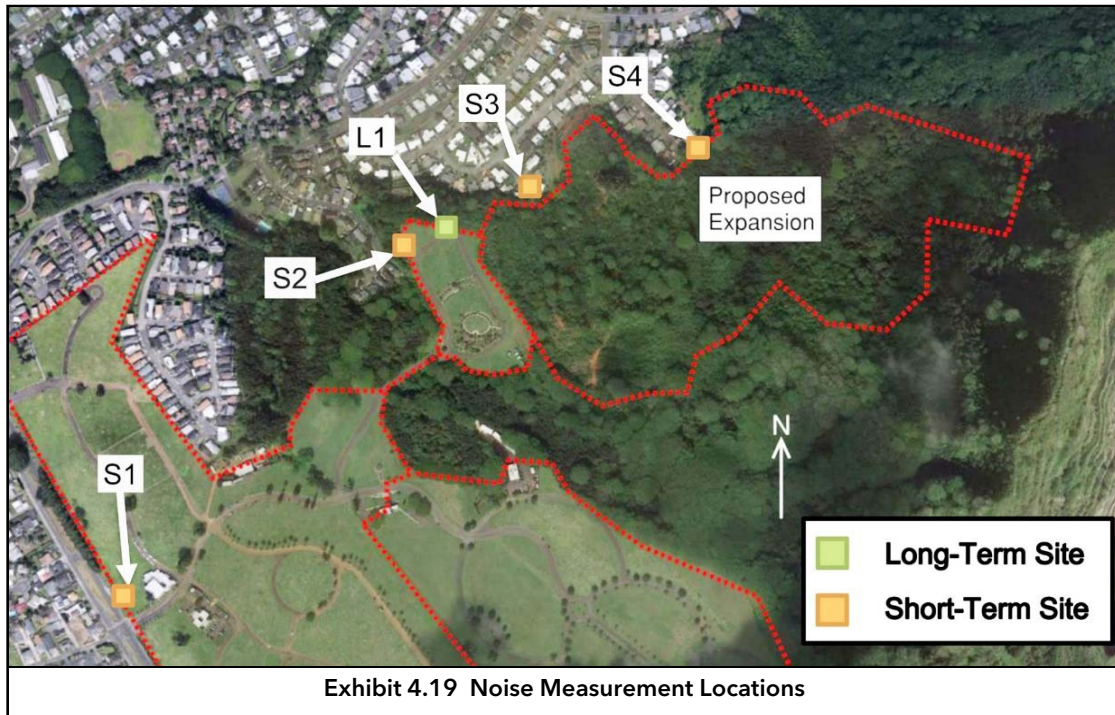 S4
S3
L1
Proposed
Expansion
S2
N
S1
Long-Term Site
Short-Term Site
Exhibit 4.19 Noise Measurement Locations